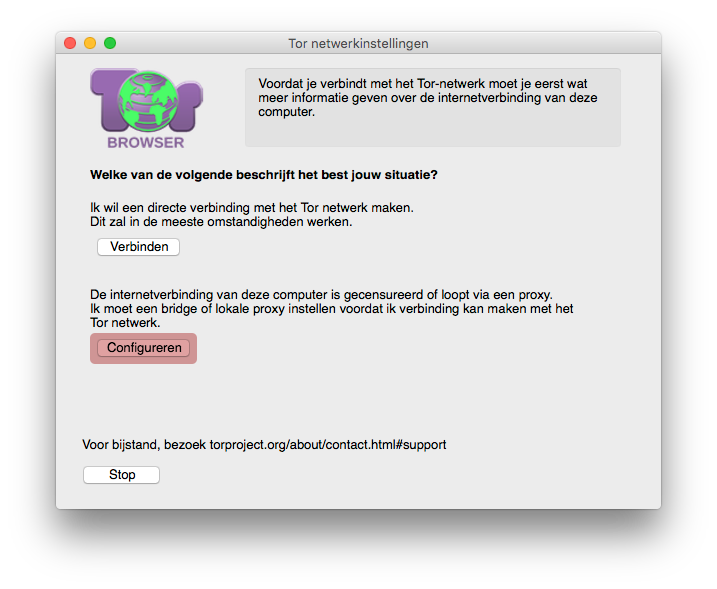 Tor netwerkinstellingen
Tor
BROWSER
Voordat je verbindt met het Tor-netwerk moet je eerst wat
meer informatie geven over de internetverbinding van deze
computer.
Welke van de volgende beschrijft het best jouw situatie?
Ik wil een directe verbinding met het Tor netwerk maken.
Dit zal in de meeste omstandigheden werken.
Verbinden
De internetverbinding van deze computer is gecensureerd of loopt via een proxy.
Ik moet een bridge of lokale proxy instellen voordat ik verbinding kan maken met het
Tor netwerk.
Configureren
Voor bijstand, bezoek torproject.org/about/contact.html#support
Stop